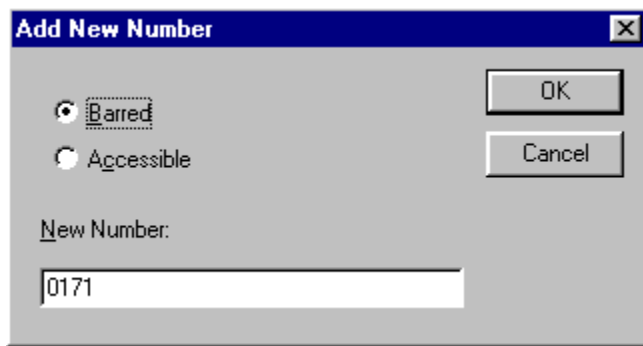 Add New Number
Barred
OK
Accessible
Cancel
New Number:
0171